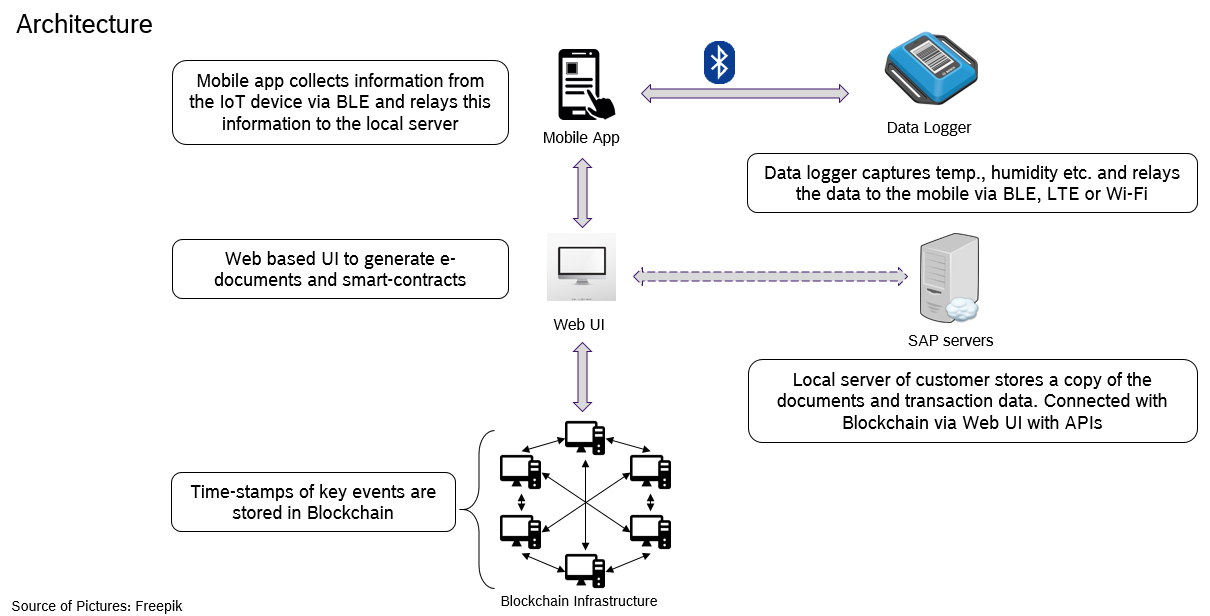 Architecture
Mobile app collects information from
the IoT device via BLE and relays this
information to the local server
Mobile App
Data Logger
Data logger captures temp., humidity etc. and relays
the data to the mobile via BLE, LTE or Wi-Fi
Web based UI to generate e-
documents and smart-contracts
Web UI
SAP servers
Local server of customer stores a copy of the
documents and transaction data. Connected with
Blockchain via Web UI with APIs
Time-stamps of key events are
stored in Blockchain
Blockchain Infrastructure
Source of Pictures: Freepik